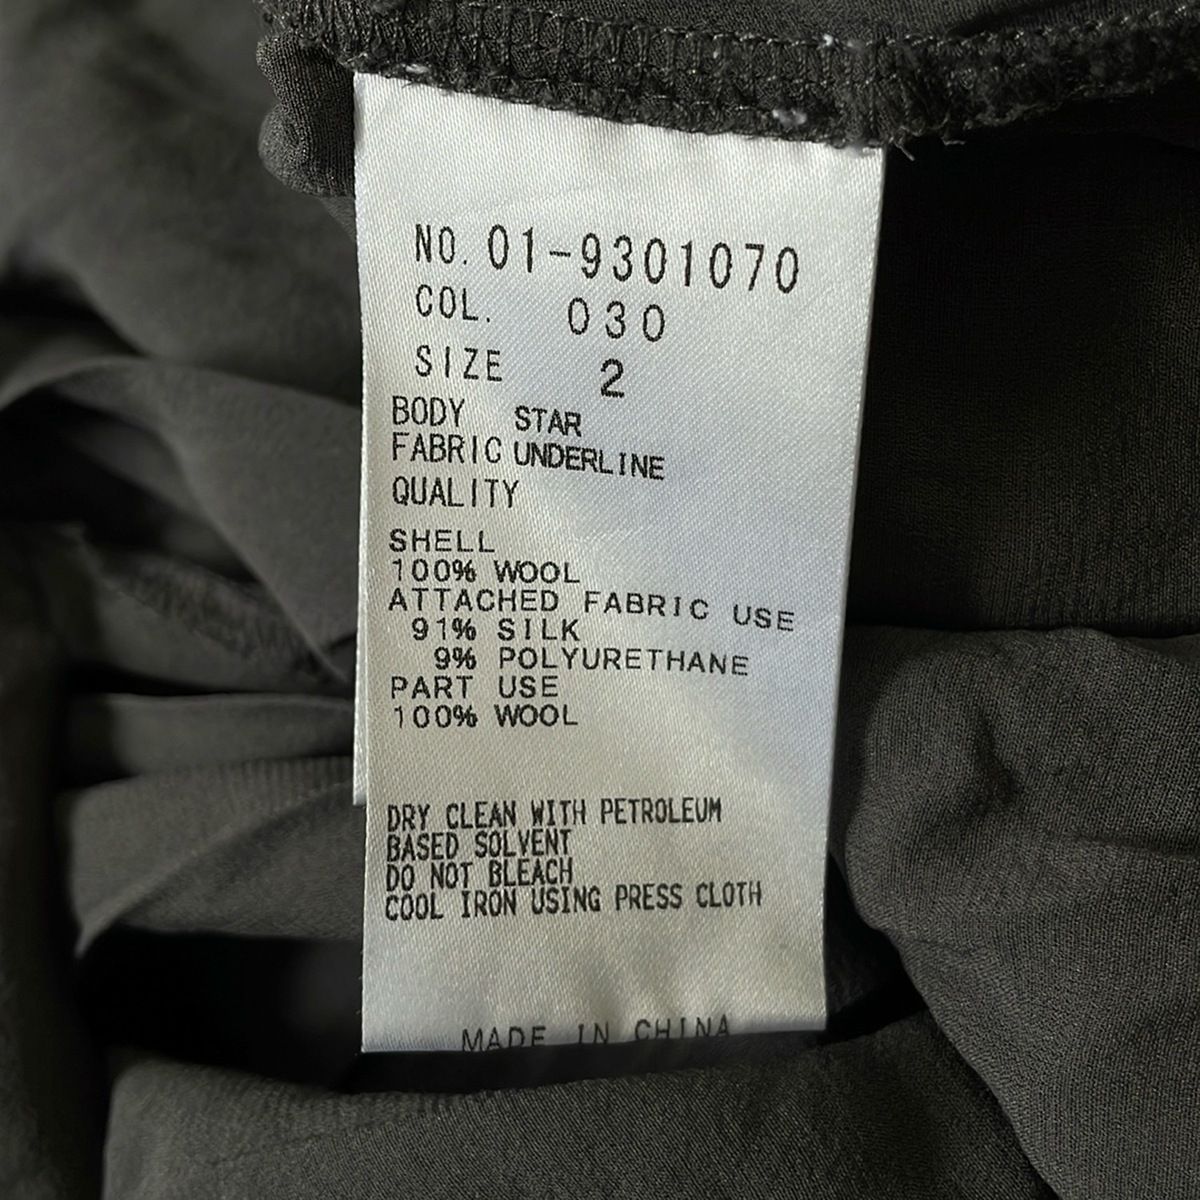 NO. 01-9301070
COL. 030
SIZE 2
BODY STAR
FABRIC UNDERLINE
QUALITY
SHELL
100% WOOL
ATTACHED FABRIC USE
91% SILK
9% POLYURETHANE
PART USE
100% WOOL
DRY CLEAN WITH PETROLEUM
BASED SOLVENT
DO NOT BLEACH
COOL IRON USING PRESS CLOTH
MADE IN CHINA